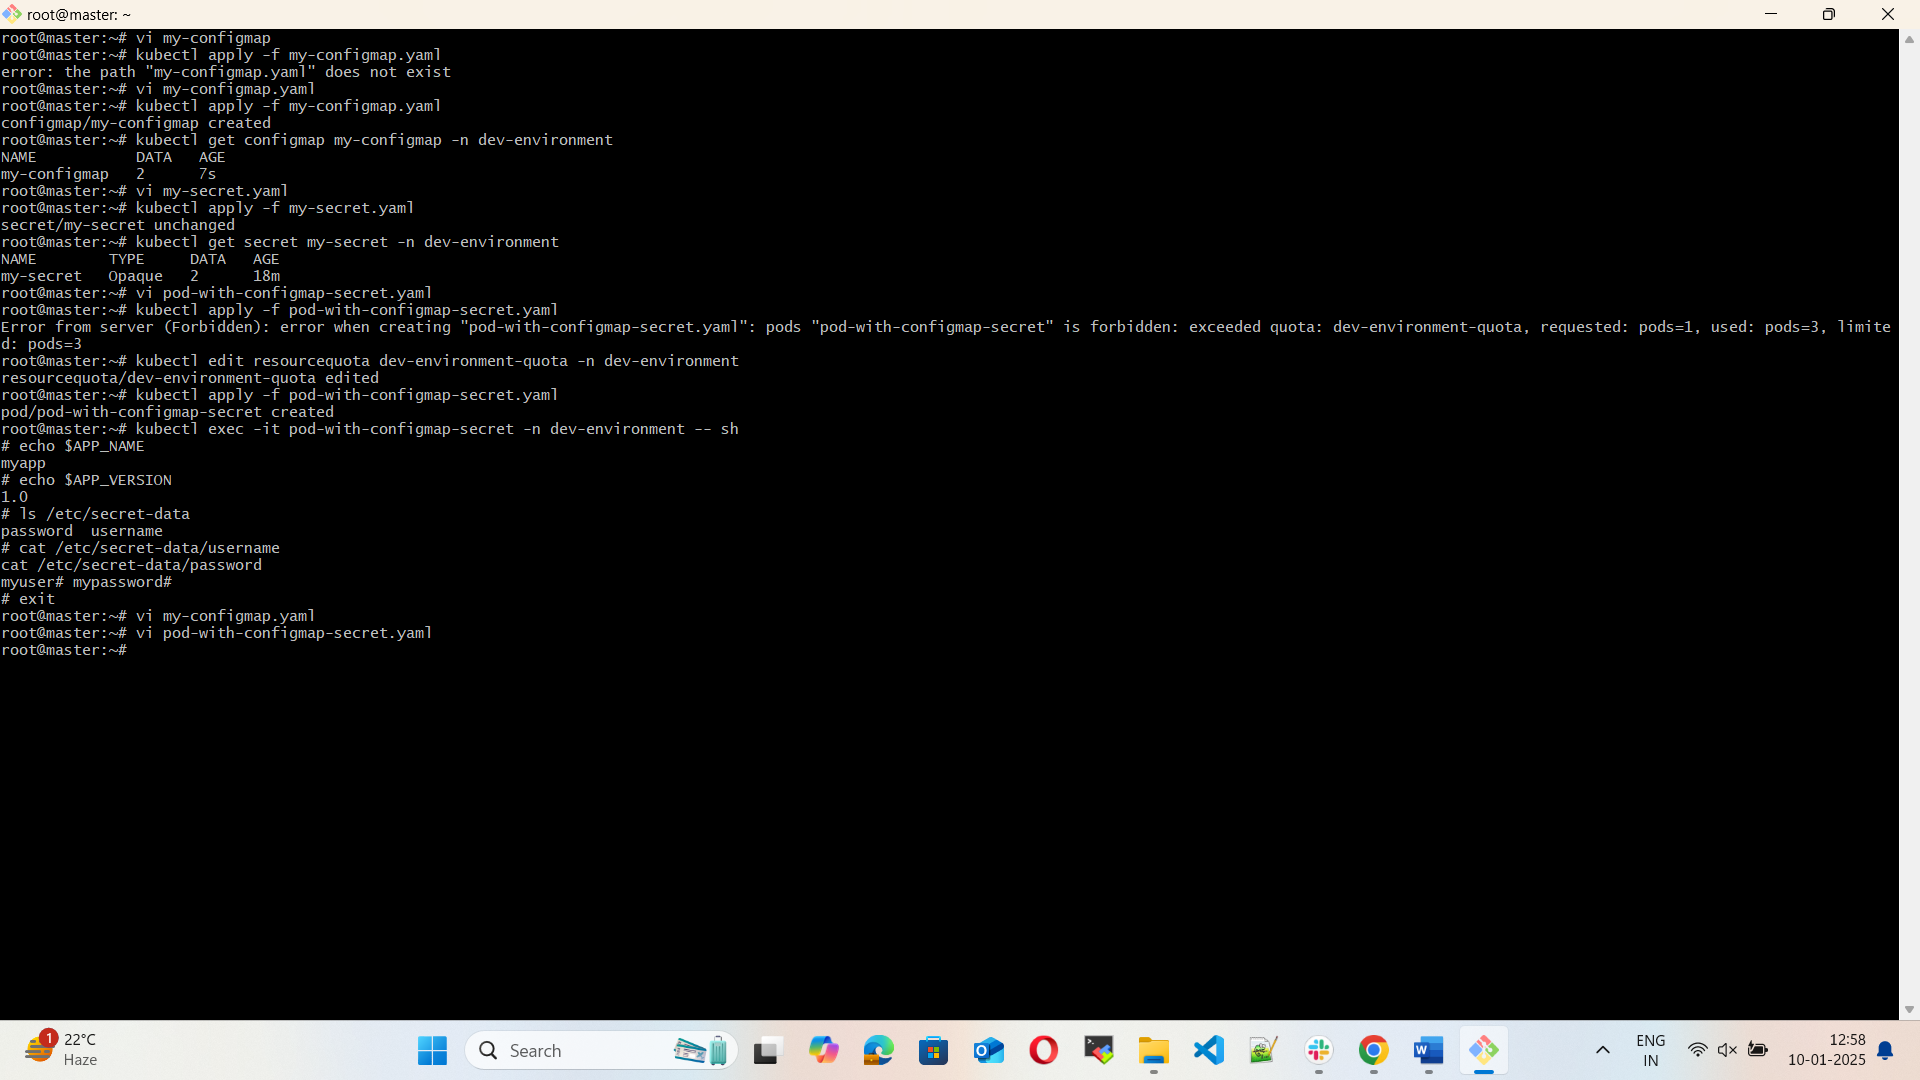 root@master: ~
root@master:~# vi my-configmap
root@master:~# kubectl apply -f my-configmap.yaml
error: the path "my-configmap.yaml" does not exist
root@master:~# vi my-configmap.yaml
root@master:~# kubectl apply -f my-configmap.yaml
configmap/my-configmap created
root@master:~# kubectl get configmap my-configmap -n dev-environment
NAME           DATA   AGE
my-configmap   2      7s
root@master:~# vi my-secret.yaml
root@master:~# kubectl apply -f my-secret.yaml
secret/my-secret unchanged
root@master:~# kubectl get secret my-secret -n dev-environment
NAME        TYPE     DATA   AGE
my-secret   Opaque   2      18m
root@master:~# vi pod-with-configmap-secret.yaml
root@master:~# kubectl apply -f pod-with-configmap-secret.yaml
Error from server (Forbidden): error when creating "pod-with-configmap-secret.yaml": pods "pod-with-configmap-secret" is forbidden: exceeded quota: dev-environment-quota, requested: pods=1, used: pods=3, limite
d: pods=3
root@master:~# kubectl edit resourcequota dev-environment-quota -n dev-environment
resourcequota/dev-environment-quota edited
root@master:~# kubectl apply -f pod-with-configmap-secret.yaml
pod/pod-with-configmap-secret created
root@master:~# kubectl exec -it pod-with-configmap-secret -n dev-environment -- sh
# echo $APP_NAME
myapp
# echo $APP_VERSION
1.0
# ls /etc/secret-data
password  username
# cat /etc/secret-data/username
cat /etc/secret-data/password
myuser# mypassword#
# exit
root@master:~# vi my-configmap.yaml
root@master:~# vi pod-with-configmap-secret.yaml
root@master:~#
1
22°C
Haze
Search
ENG
IN
12:58
10-01-2025